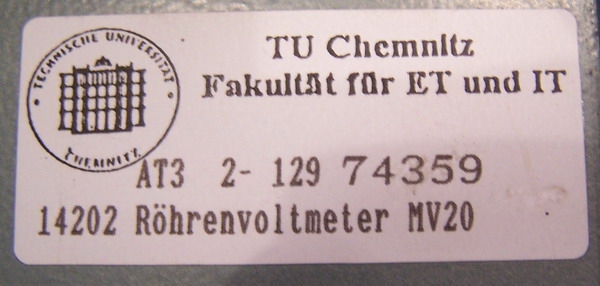 TU Chemnitz
Fakultät für ET und IT
· TECHNISCHE UNIVERSITÄT ·
CHEMNITZ
AT3 2- 129 74359
14202 Röhrenvoltmeter MV20